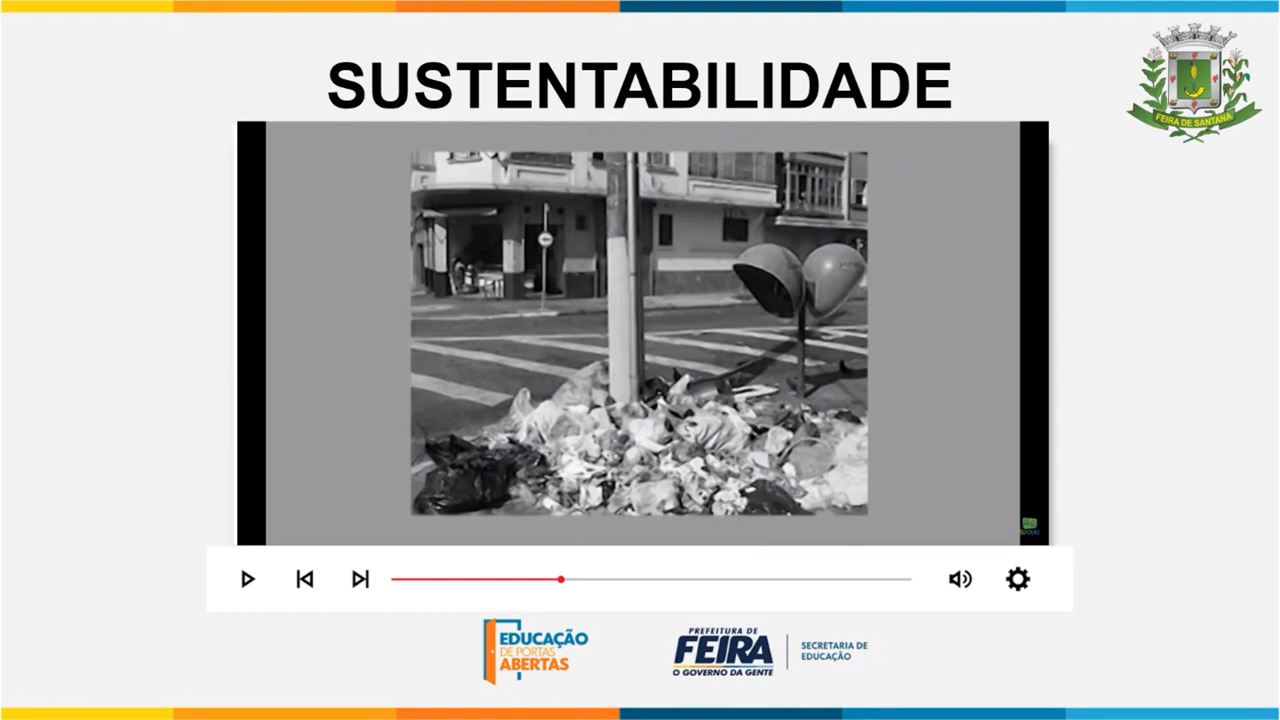 SUSTENTABILIDADE
FEIRA DE SANTANA
EDUCAÇÃO
DE PORTAS
ABERTAS
PREFEITURA DE
FEIRA
O GOVERNO DA GENTE
SECRETARIA DE
EDUCAÇÃO